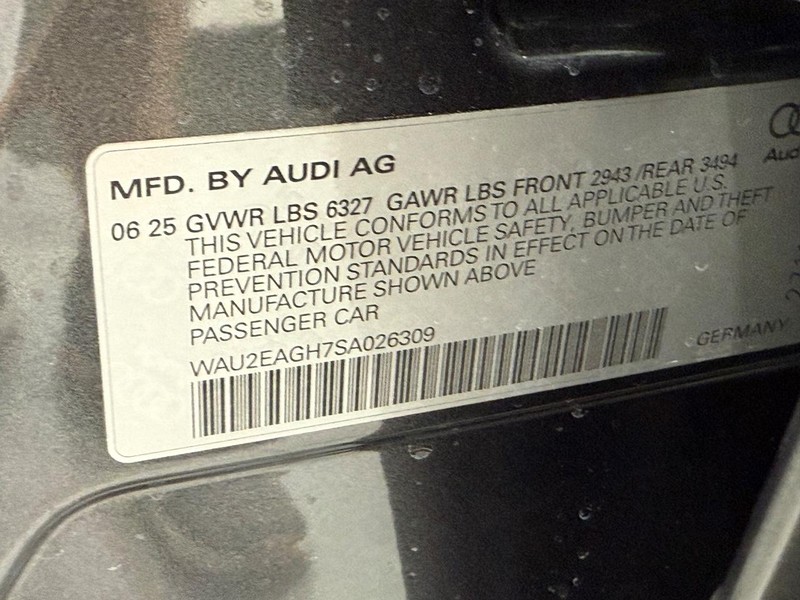 MFD. BY AUDI AG
06 25 GVWR LBS 6327 GAWR LBS FRONT 2943 /REAR 3494
THIS VEHICLE CONFORMS TO ALL APPLICABLE U.S.
FEDERAL MOTOR VEHICLE SAFETY, BUMPER AND THEFT
PREVENTION STANDARDS IN EFFECT ON THE DATE OF
MANUFACTURE SHOWN ABOVE
PASSENGER CAR
WAU2EAGH7SA026309
GERMANY